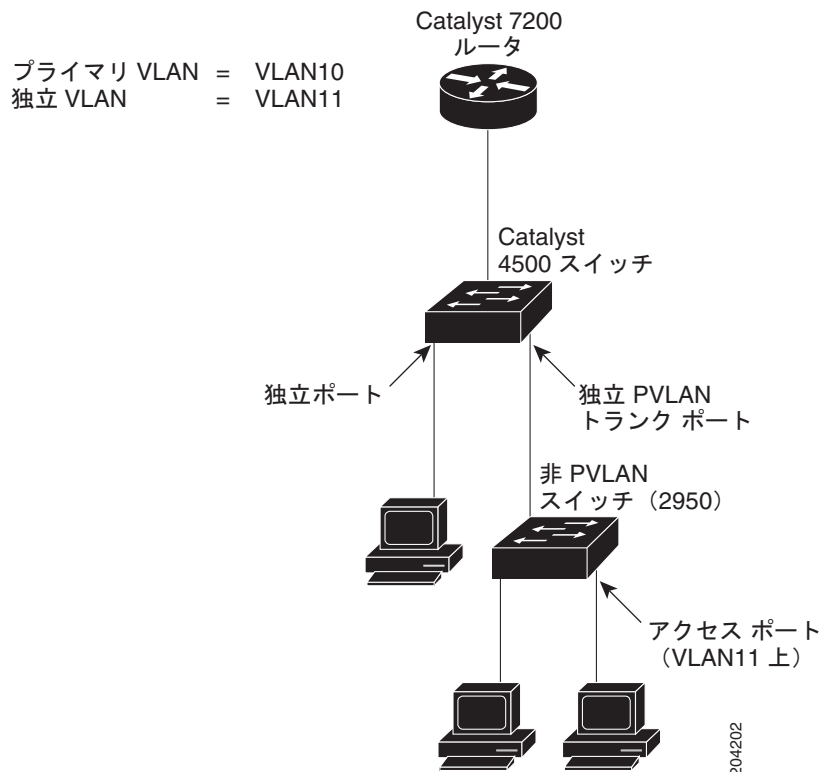 Catalyst 7200
ルータ
プライマリ VLAN = VLAN10
独立 VLAN = VLAN11
Catalyst
4500 スイッチ
独立ポート
独立 PVLAN
トランク ポート
非 PVLAN
スイッチ（2950）
アクセス ポート
（VLAN11 上）
204202